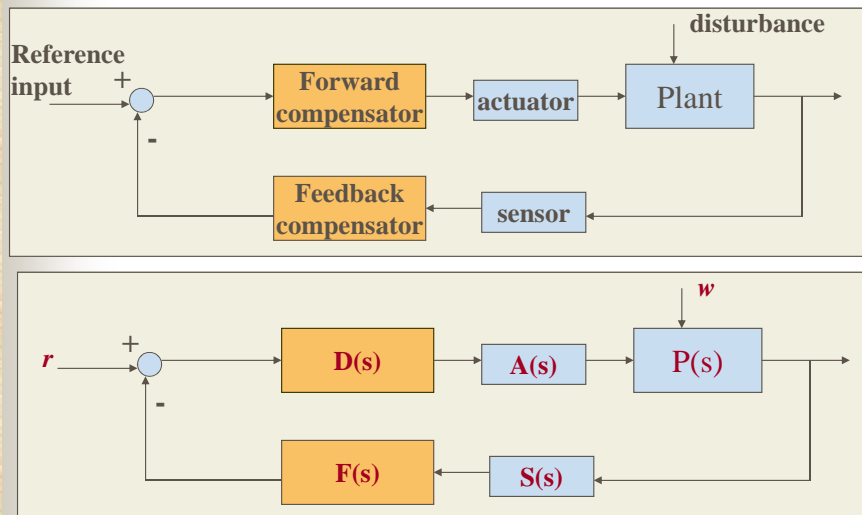 disturbance
Reference
input
+
Forward
compensator
actuator
Plant
-
Feedback
compensator
sensor
w
r
+
D(s)
A(s)
P(s)
-
F(s)
S(s)